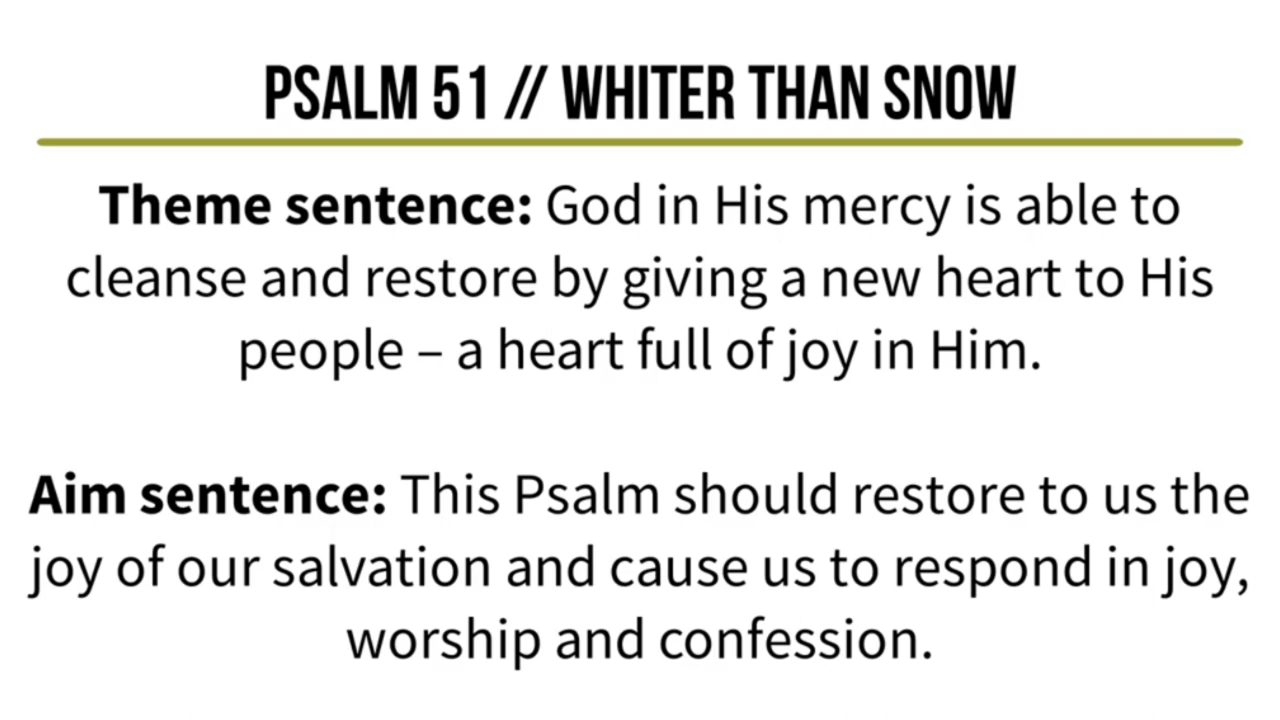 PSALM 51 // WHITER THAN SNOW
Theme sentence: God in His mercy is able to
cleanse and restore by giving a new heart to His
people – a heart full of joy in Him.
Aim sentence: This Psalm should restore to us the
joy of our salvation and cause us to respond in joy,
worship and confession.